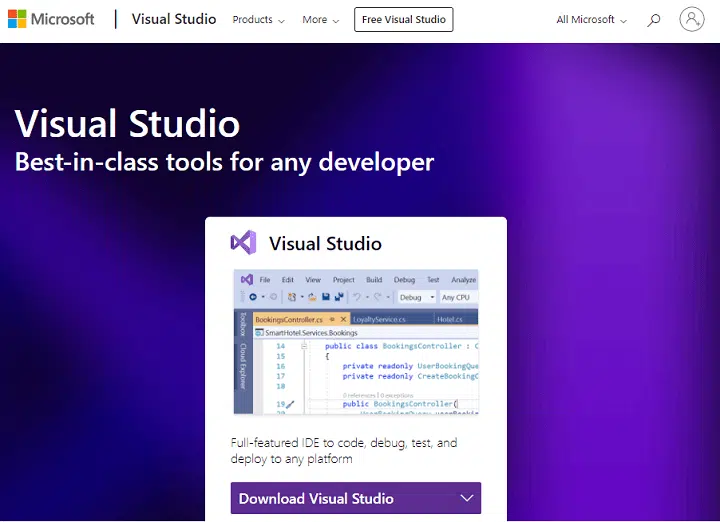 Microsoft
Visual Studio
Products
More
Free Visual Studio
All Microsoft
Visual Studio
Best-in-class tools for any developer
Visual Studio
File Edit View Project Build Debug Test Analyze
Debug Any CPU
BookingsController.cs LoyaltyService.cs Hotel.cs
SmartHotel.Services.Bookings
Toolbox
Cloud Explorer
14 public class BookingsController : C
15 {
16 private readonly UserBookingQue
17 private readonly CreateBookingC
18
0 references | 0 exceptions
19 public BookingsController(
Full-featured IDE to code, debug, test, and
deploy to any platform
Download Visual Studio